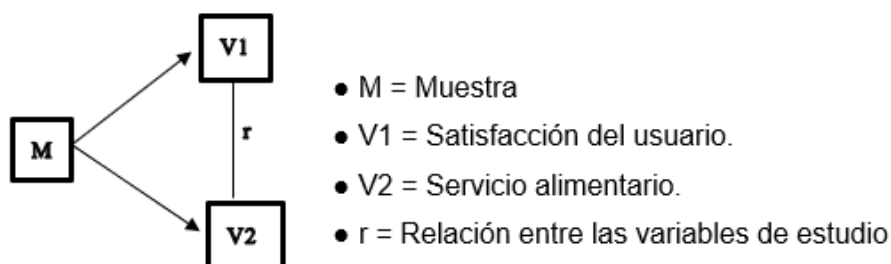 V1
● M = Muestra
● V1 = Satisfacción del usuario.
r
M
● V2 = Servicio alimentario.
V2
● r = Relación entre las variables de estudio